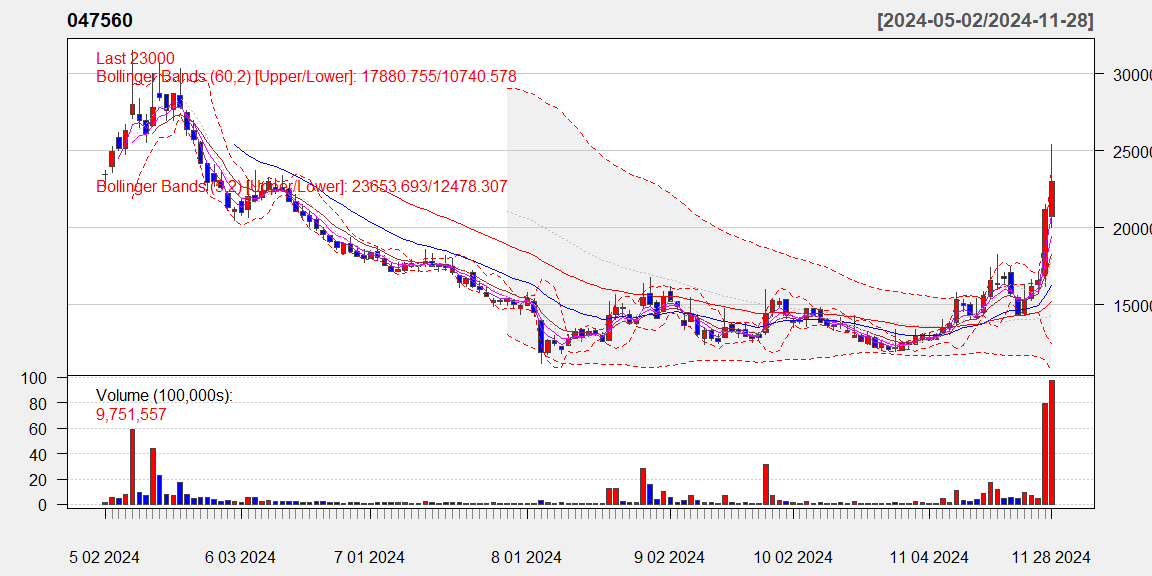 047560 [2024-05-02/2024-11-28]
Last 23000
Bollinger Bands (60,2) [Upper/Lower]: 17880.755/10740.578
Bollinger Bands (5,2) [Upper/Lower]: 23653.693/12478.307
30000
25000
20000
15000
Volume (100,000s):
9,751,557
100
80
60
40
20
0
5 02 2024 6 03 2024 7 01 2024 8 01 2024 9 02 2024 10 02 2024 11 04 2024 11 28 2024